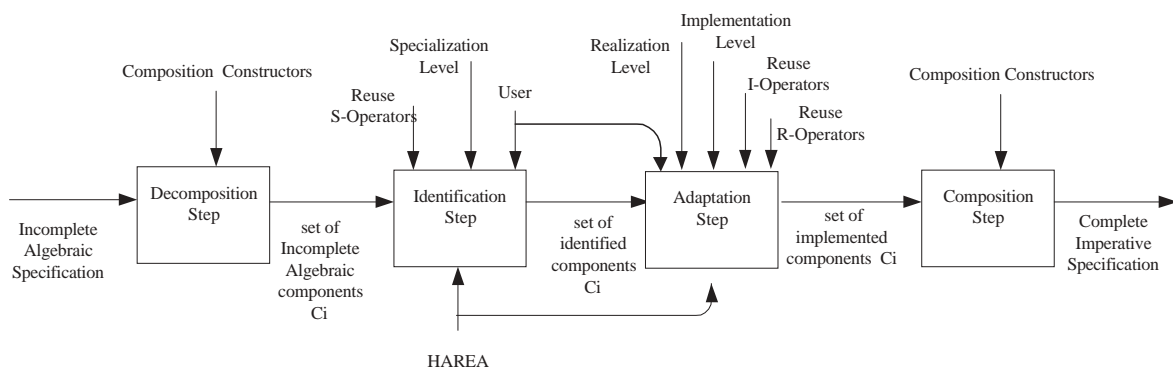 Composition Constructors
Reuse
S-Operators
Specialization
Level
User
Realization
Level
Implementation
Level
Reuse
I-Operators
Reuse
R-Operators
Composition Constructors
Incomplete
Algebraic
Specification
Decomposition
Step
set of
Incomplete
Algebraic
components
Ci
Identification
Step
set of
identified
components
Ci
Adaptation
Step
set of
implemented
components Ci
Composition
Step
Complete
Imperative
Specification
HAREA